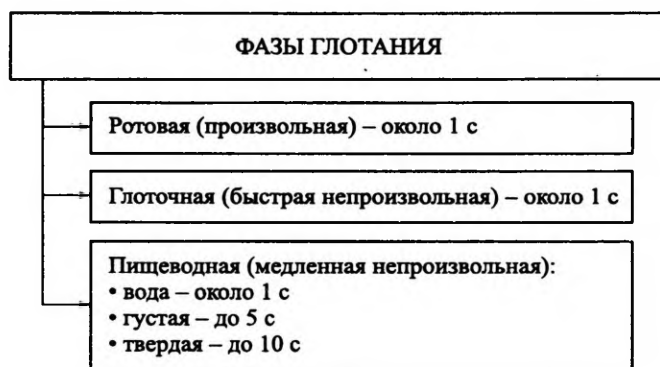 ФАЗЫ ГЛОТАНИЯ
Ротовая (произвольная) – около 1 с
Глоточная (быстрая непроизвольная) – около 1 с
Пищеводная (медленная непроизвольная):
• вода – около 1 с
• густая – до 5 с
• твердая – до 10 с